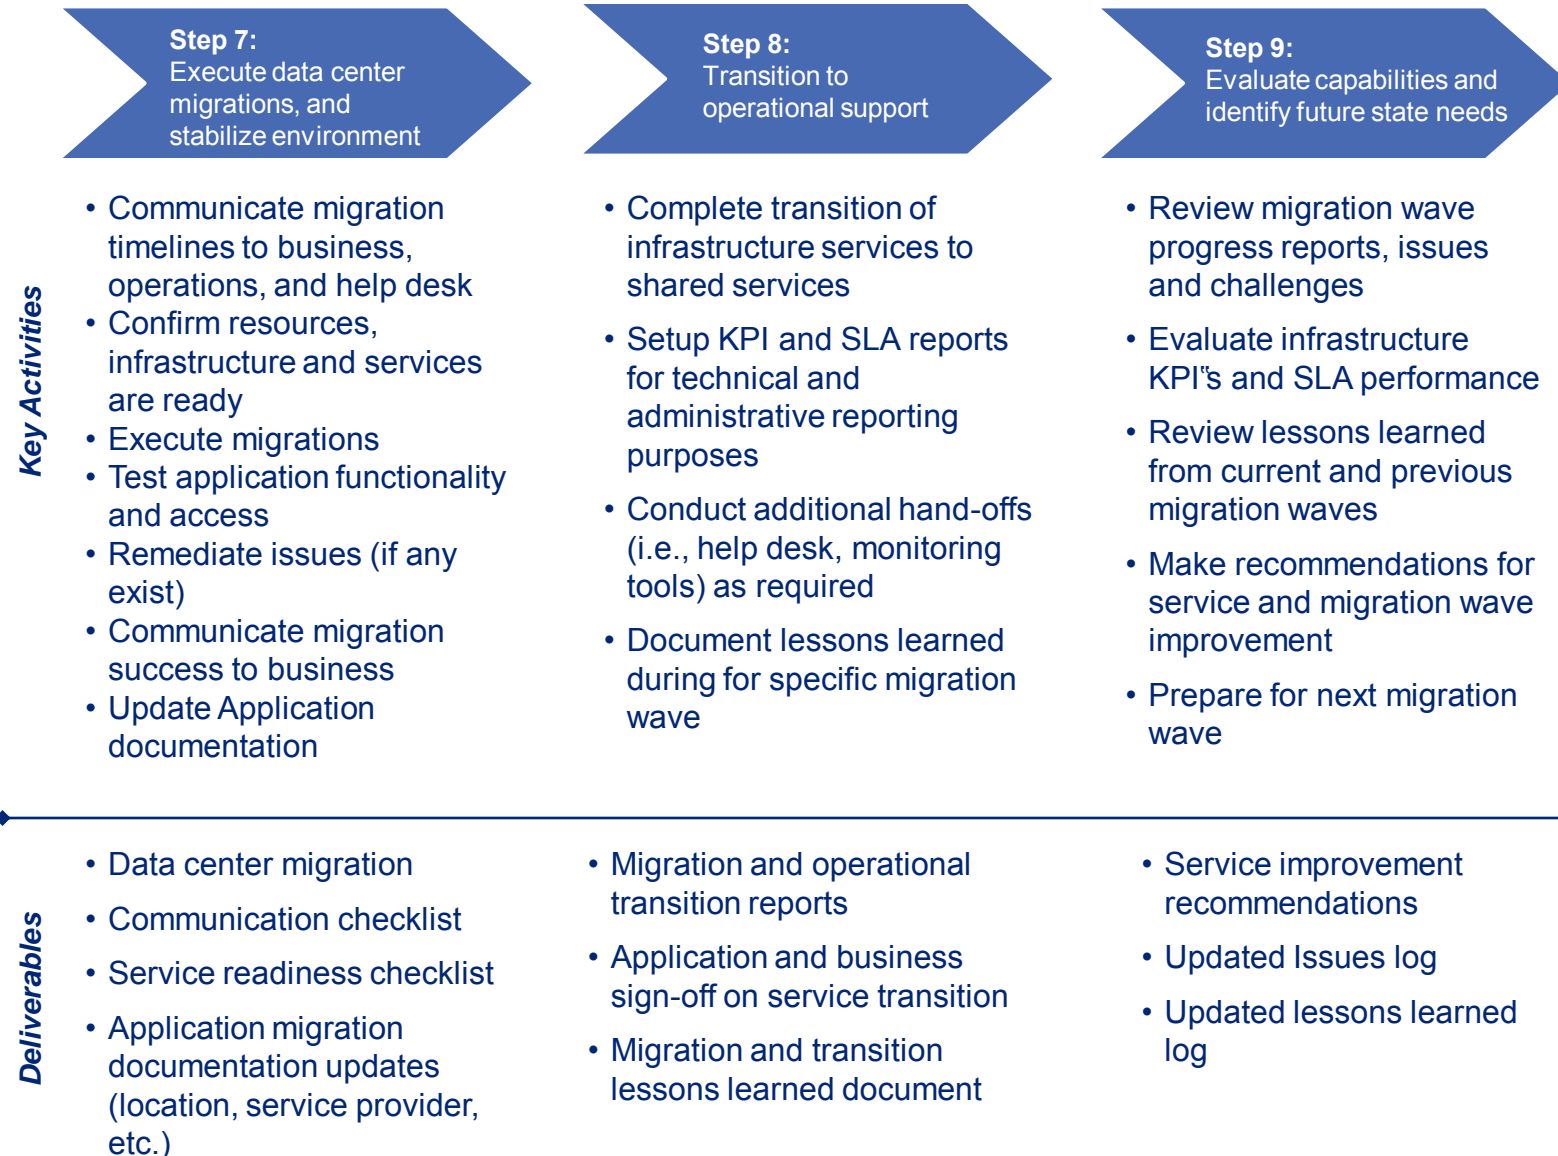 Step 7:
Execute data center
migrations, and
stabilize environment
Step 8:
Transition to
operational support
Step 9:
Evaluate capabilities and
identify future state needs
Key Activities
• Communicate migration
timelines to business,
operations, and help desk
• Confirm resources,
infrastructure and services
are ready
• Execute migrations
• Test application functionality
and access
• Remediate issues (if any
exist)
• Communicate migration
success to business
• Update Application
documentation
• Complete transition of
infrastructure services to
shared services
• Setup KPI and SLA reports
for technical and
administrative reporting
purposes
• Conduct additional hand-offs
(i.e., help desk, monitoring
tools) as required
• Document lessons learned
during for specific migration
wave
• Review migration wave
progress reports, issues
and challenges
• Evaluate infrastructure
KPI‟s and SLA performance
• Review lessons learned
from current and previous
migration waves
• Make recommendations for
service and migration wave
improvement
• Prepare for next migration
wave
Deliverables
• Data center migration
• Communication checklist
• Service readiness checklist
• Application migration
documentation updates
(location, service provider,
etc.)
• Migration and operational
transition reports
• Application and business
sign-off on service transition
• Migration and transition
lessons learned document
• Service improvement
recommendations
• Updated Issues log
• Updated lessons learned
log